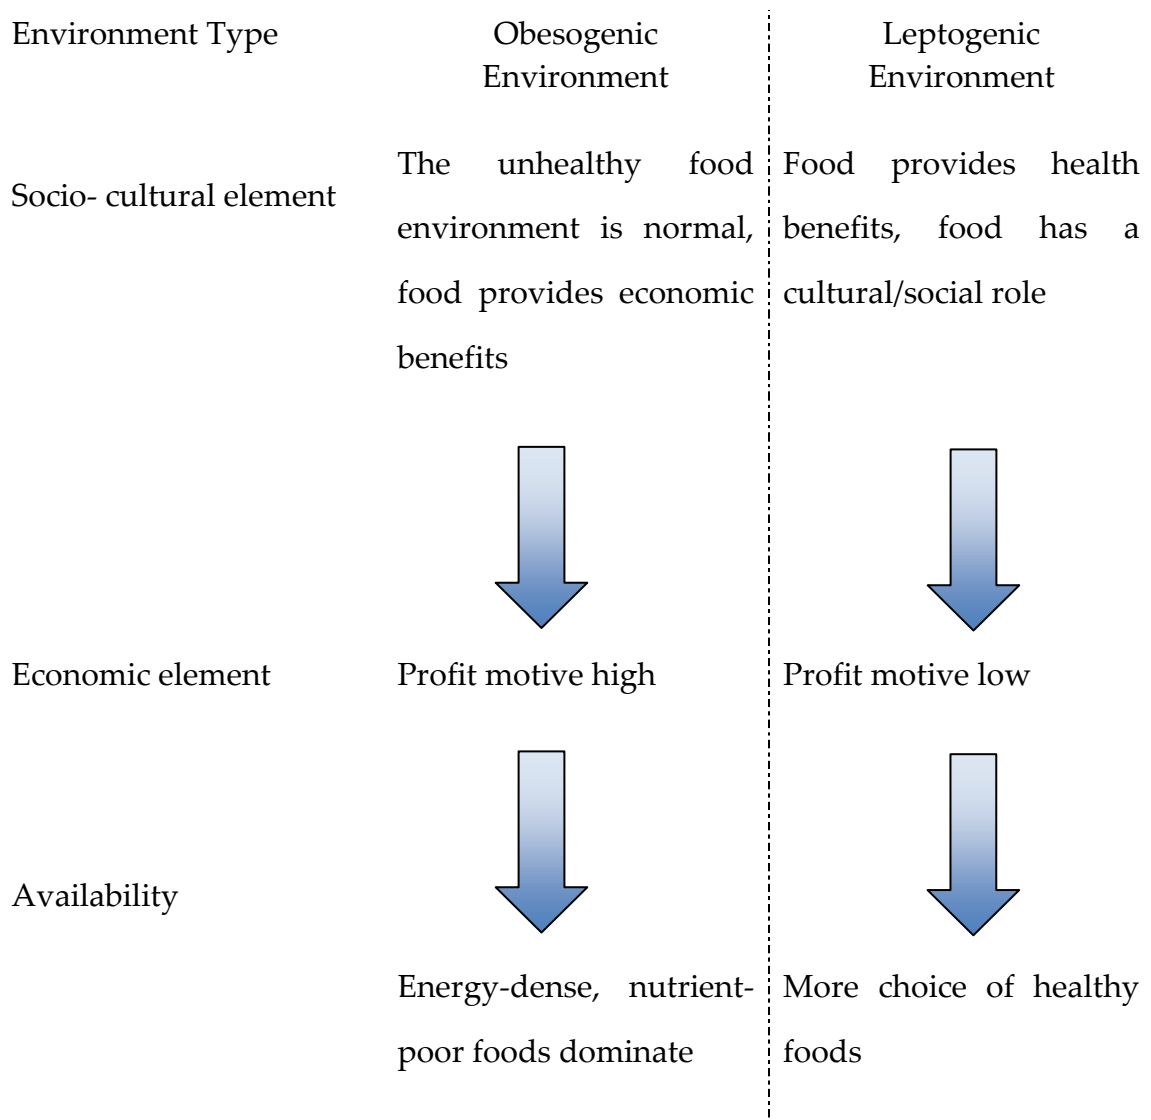 Environment Type
Obesogenic
Environment
Leptogenic
Environment
Socio- cultural element
The unhealthy food
environment is normal,
food provides economic
benefits
Food provides health
benefits, food has a
cultural/social role
Economic element
Profit motive high
Profit motive low
Availability
Energy-dense, nutrient-
poor foods dominate
More choice of healthy
foods